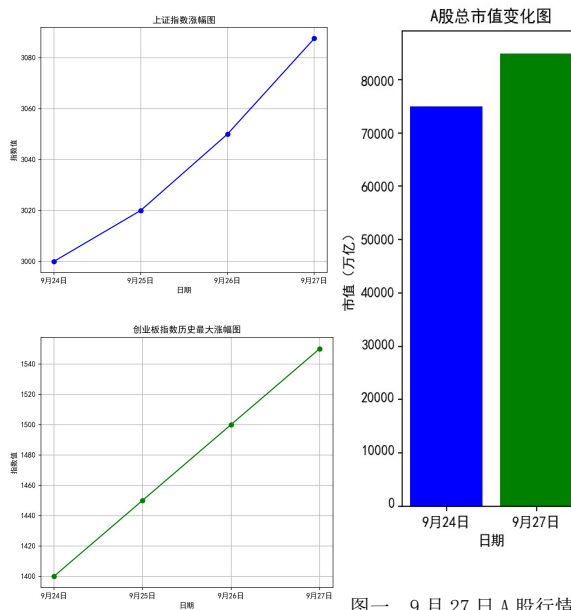 上证指数涨幅图
指数值
3080
3060
3040
3020
3000
9月24日 9月25日 9月26日 9月27日
日期
创业板指数历史最大涨幅图
指数值
1540
1520
1500
1480
1460
1440
1420
1400
9月24日 9月25日 9月26日 9月27日
日期
A股总市值变化图
市值（万亿）
80000
70000
60000
50000
40000
30000
20000
10000
0
9月24日 9月27日
日期
图一 9月27日A股行情